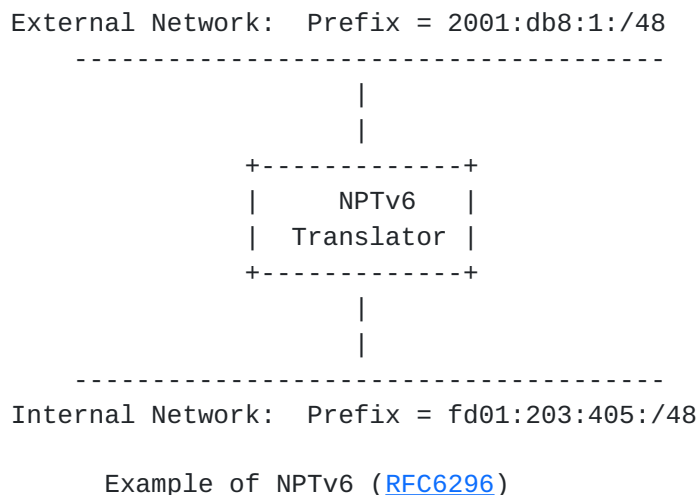 External Network:  Prefix = 2001:db8:1:/48
    --------------------------------------
                      |
                      |
               +-------------+
               |     NPTv6   |
               |  Translator |
               +-------------+
                      |
                      |
    --------------------------------------
Internal Network:  Prefix = fd01:203:405:/48
      Example of NPTv6 (RFC6296)